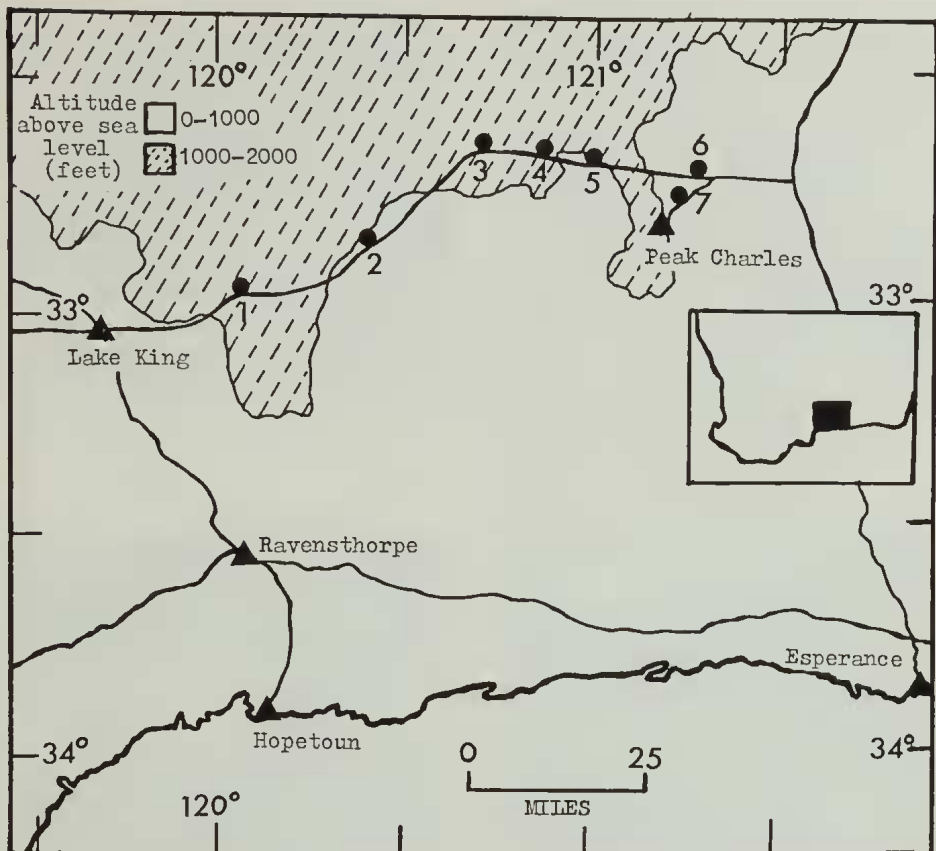 120°
121°
Altitude
above sea
level
(feet)
0-1000
1000-2000
3
4
5
6
7
2
1
Peak Charles
33°
33°
Lake King
Ravensthorpe
Esperance
Hopetoun
34°
34°
0
25
MILES
120°